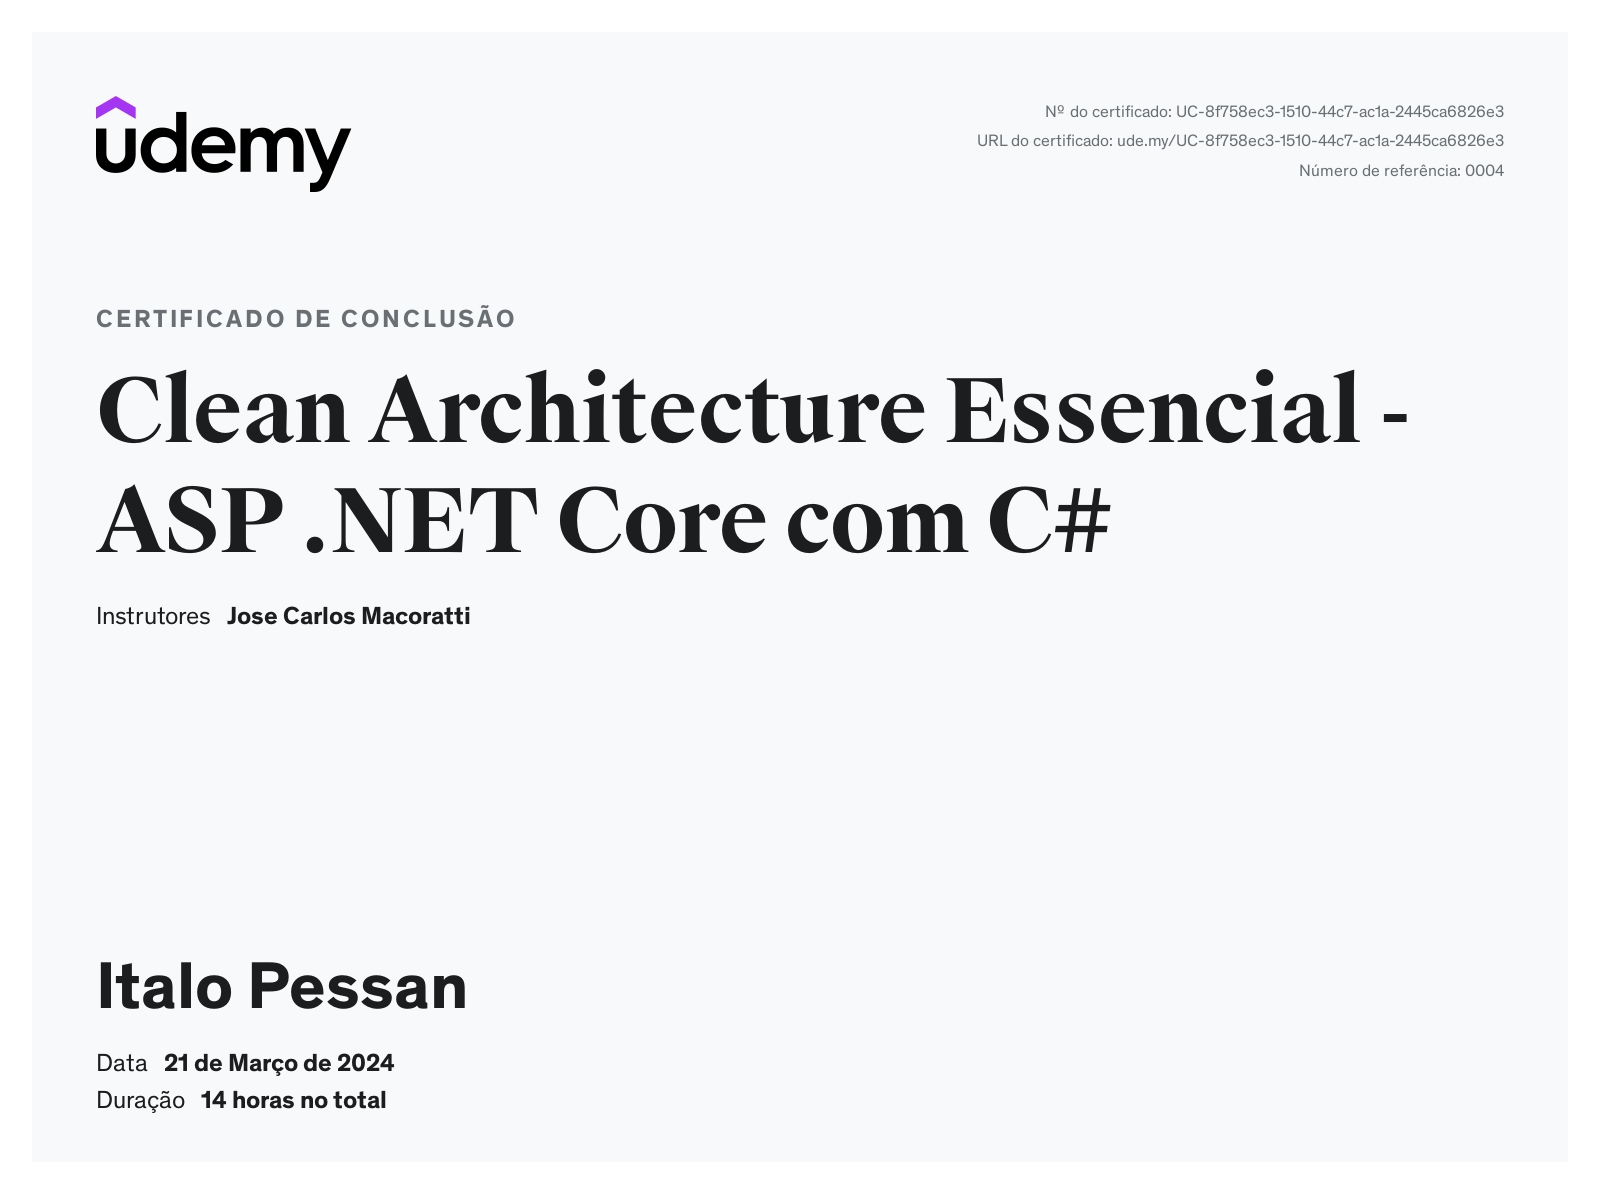 udemy
Nº do certificado: UC-8f758ec3-1510-44c7-ac1a-2445ca6826e3
URL do certificado: ude.my/UC-8f758ec3-1510-44c7-ac1a-2445ca6826e3
Número de referência: 0004
CERTIFICADO DE CONCLUSÃO
Clean Architecture Essencial -
ASP .NET Core com C#
Instrutores Jose Carlos Macoratti
Italo Pessan
Data 21 de Março de 2024
Duração 14 horas no total